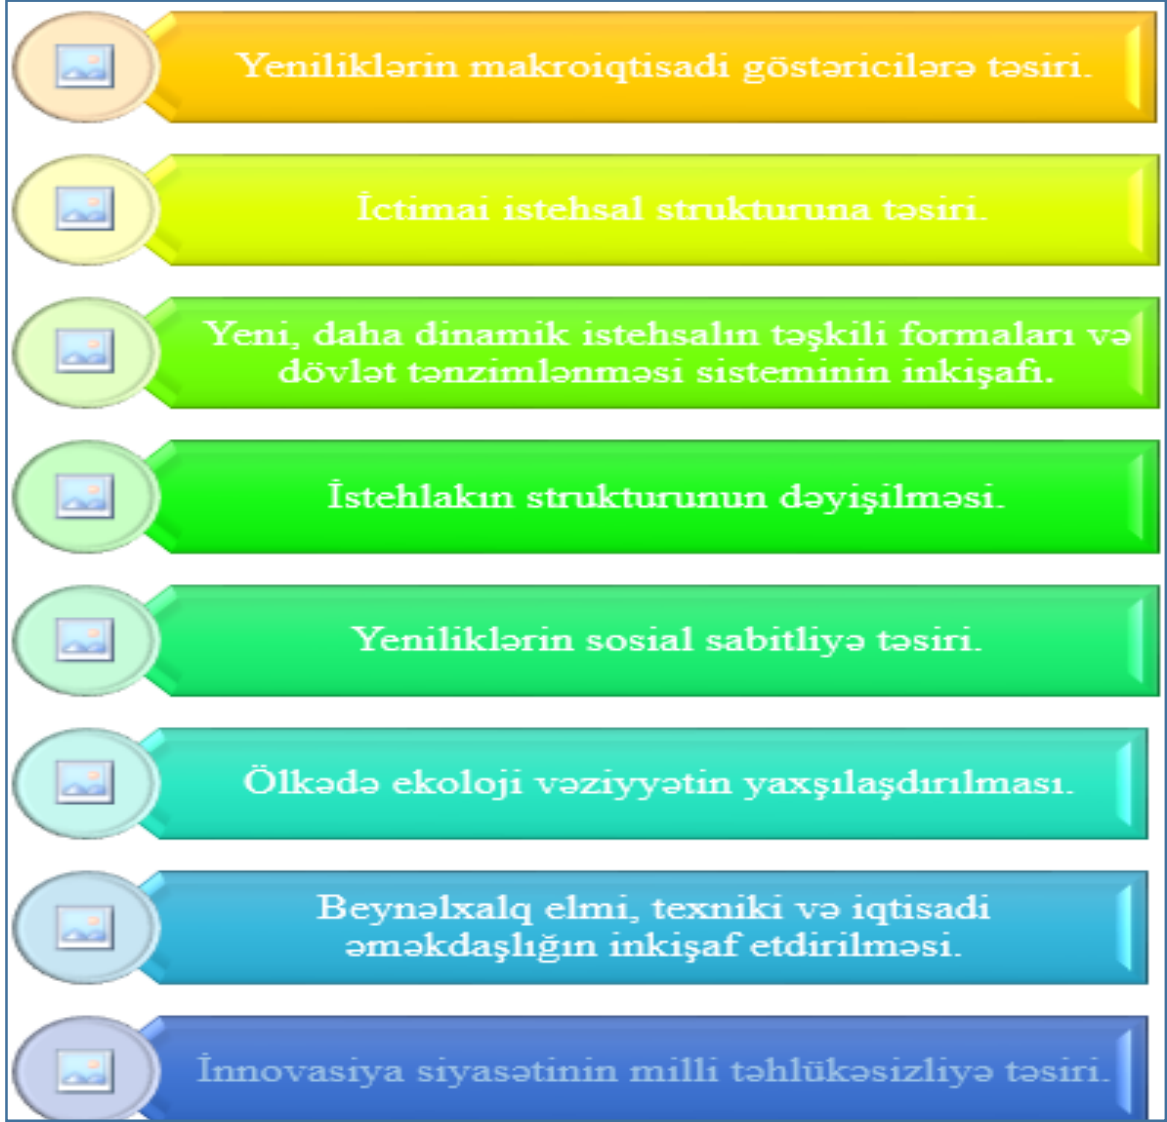 Yeniliklərin makroiqtisadi göstəricilərə təsiri.
İctimai istehsal strukturuna təsiri.
Yeni, daha dinamik istehsalın təşkili formaları və
dövlət tənzimlənməsi sisteminin inkişafı.
İstehlakın strukturunun dəyişilməsi.
Yeniliklərin sosial sabitliyə təsiri.
Ölkədə ekoloji vəziyyətin yaxşılaşdırılması.
Beynəlxalq elmi, texniki və iqtisadi
əməkdaşlığın inkişaf etdirilməsi.
İnnovasiya siyasətinin milli təhlükəsizliyə təsiri.